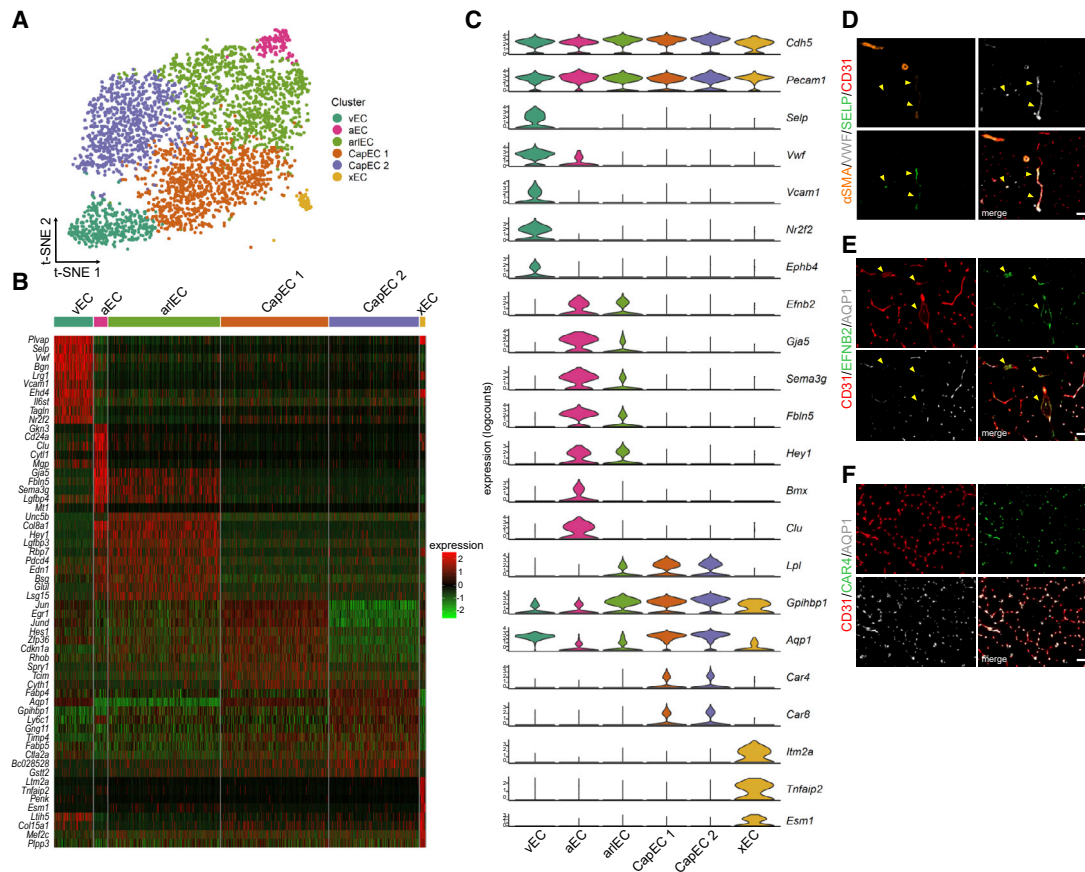 A
Cluster
vEC
aEC
arlEC
CapEC 1
CapEC 2
xEC
t-SNE 2
t-SNE 1
B
vEC
aEC
arlEC
CapEC 1
CapEC 2
xEC
Plvap
Selp
Vwf
Bgn
Lrg1
Vcam1
Ehd4
Il6st
Tagln
Nr2f2
Gkn3
Cd24a
Clu
Cytl1
Mgp
Gja5
Fbln5
Sema3g
Lgfbp4
Mt1
Unc5b
Col8a1
Hey1
Lgfbp3
Rbp7
Pdcd4
Edn1
Bsg
Glul
Lsg15
Jun
Egr1
Jund
Hes1
Zfp36
Cdkn1a
Rhob
Spry1
Tcim
Cyth1
Fabp4
Aqp1
Gpihbp1
Ly6c1
Gng11
Timp4
Fabp5
Ctla2a
Bc028528
Gstt2
Ltm2a
Tnfaip2
Penk
Esm1
Ltih5
Col15a1
Mef2c
Plpp3
expression
2
1
0
-1
-2
C
expression (logcounts)
Cdh5
Pecam1
Selp
Vwf
Vcam1
Nr2f2
Ephb4
Efnb2
Gja5
Sema3g
Fbln5
Hey1
Bmx
Clu
Lpl
Gpihbp1
Aqp1
Car4
Car8
Itm2a
Tnfaip2
Esm1
vEC
aEC
arlEC
CapEC 1
CapEC 2
xEC
D
αSMA/VWF/SELP/CD31
merge
E
CD31/EFNB2/AQP1
merge
F
CD31/CAR4/AQP1
merge